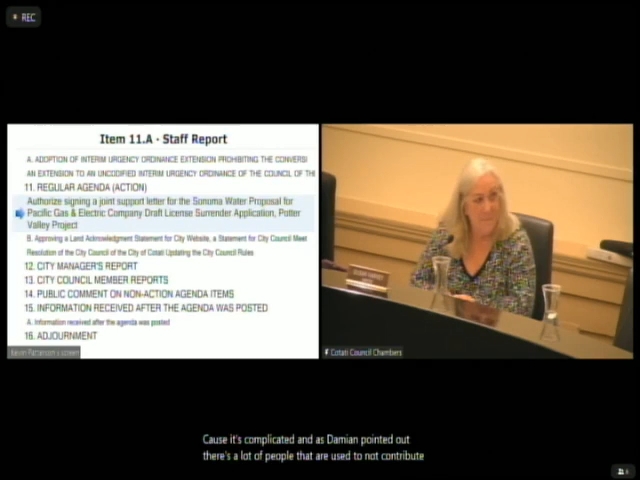 REC
Item 11.A - Staff Report
A. ADOPTION OF INTERIM URGENCY ORDINANCE EXTENSION PROHIBITING THE CONVERSI
AN EXTENSION TO AN UNCODIFIED INTERIM URGENCY ORDINANCE OF THE COUNCIL OF THE
11. REGULAR AGENDA (ACTION)
Authorize signing a joint support letter for the Sonoma Water Proposal for
Pacific Gas & Electric Company Draft License Surrender Application, Potter
Valley Project
B. Approving a Land Acknowledgment Statement for City Website, a Statement for City Council Meet
Resolution of the City Council of the City of Cotati Updating the City Council Rules
12. CITY MANAGER'S REPORT
13. CITY COUNCIL MEMBER REPORTS
14. PUBLIC COMMENT ON NON-ACTION AGENDA ITEMS
15. INFORMATION RECEIVED AFTER THE AGENDA WAS POSTED
A. Information received after the agenda was posted
16. ADJOURNMENT
Kevin Patterson's screen
Cotati Council Chambers
Cause it's complicated and as Damian pointed out
there's a lot of people that are used to not contribute